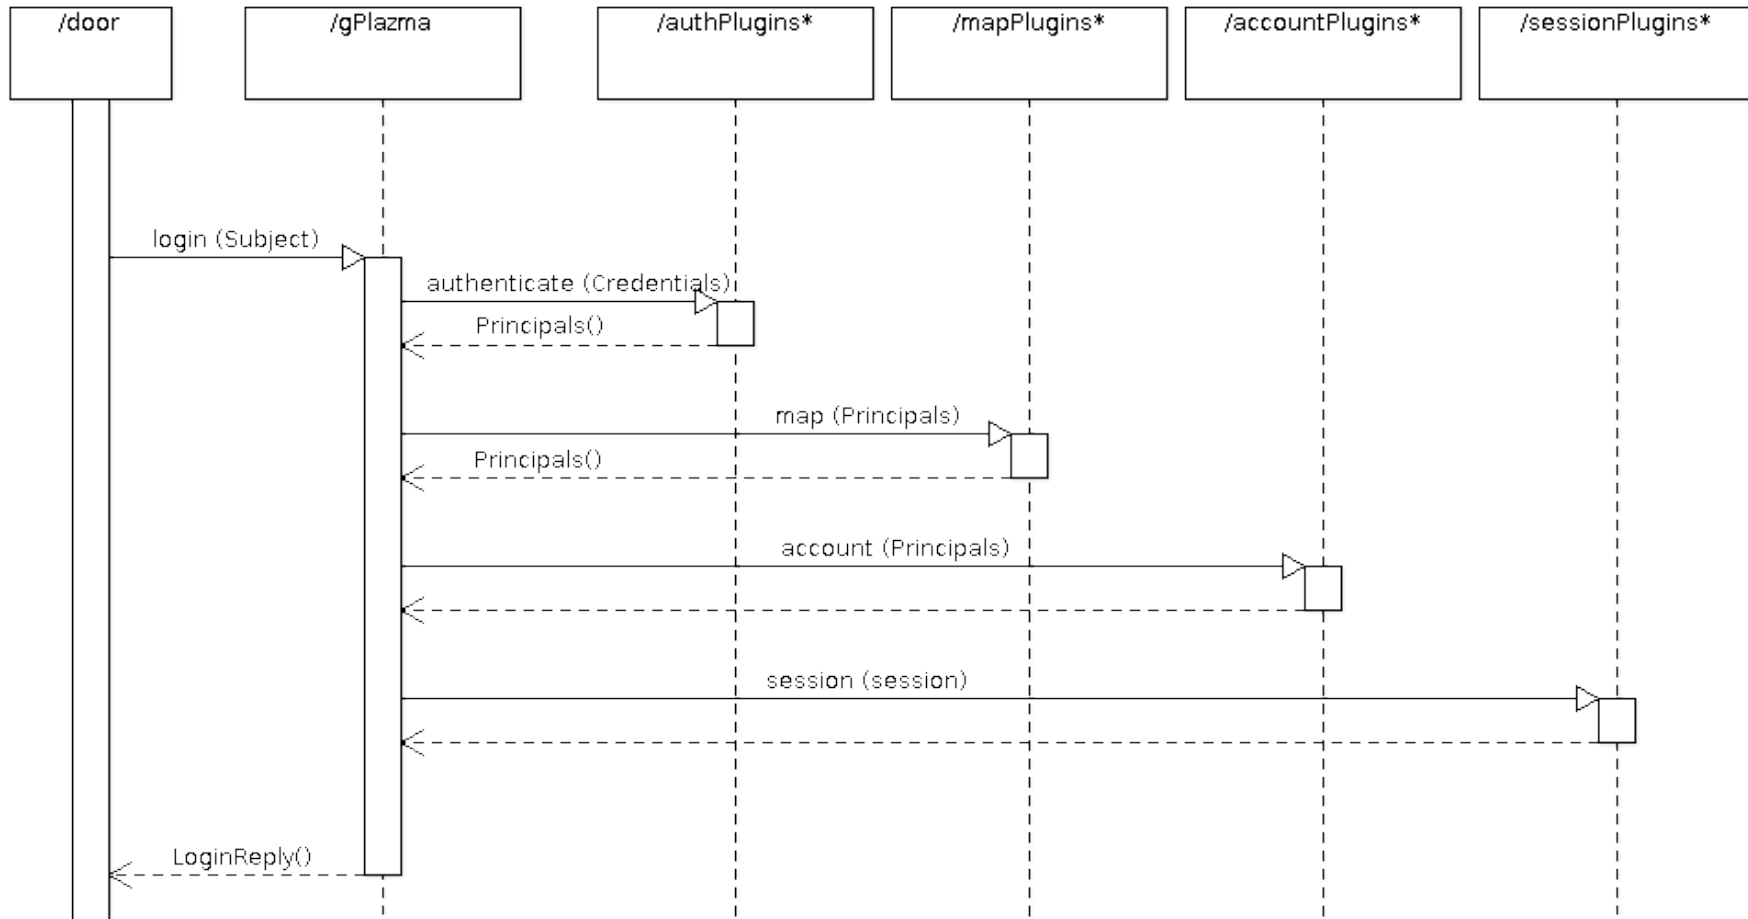 /door
/gPlazma
/authPlugins*
/mapPlugins*
/accountPlugins*
/sessionPlugins*
login (Subject)
authenticate (Credentials)
Principals()
map (Principals)
Principals()
account (Principals)
session (session)
LoginReply()